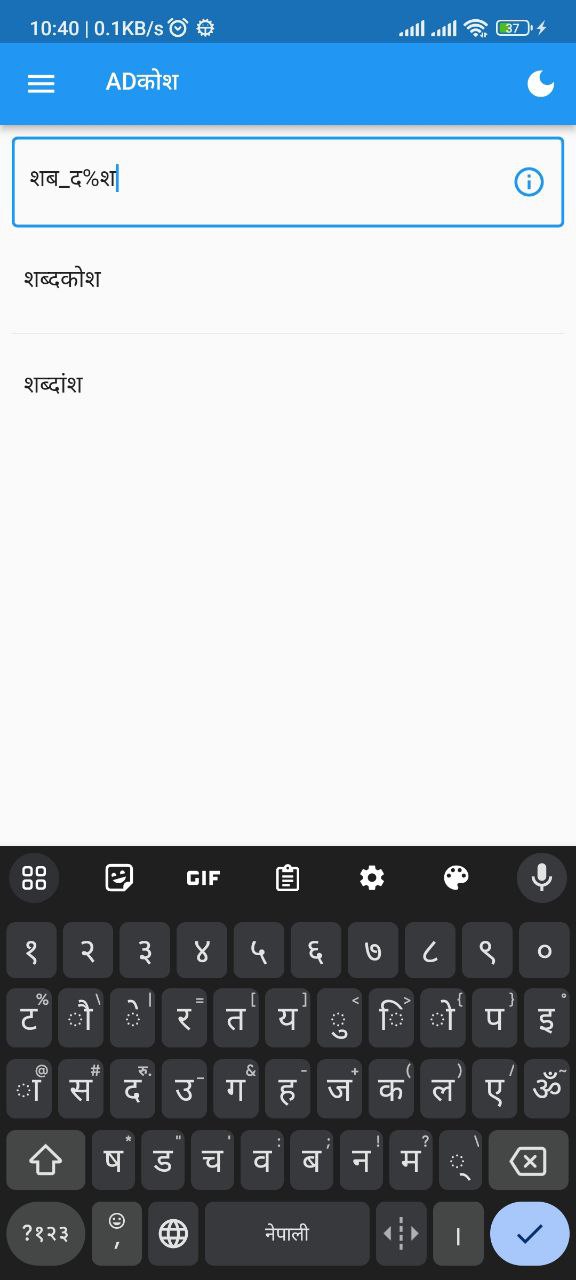 10:40 | 0.1KB/s
37
ADकोश
शब_द%श
शब्दकोश
शब्दांश
GIF
१ २ ३ ४ ५ ६ ७ ८ ९ ०
% \ | = [ ] < > { } °
ट ौ े र त य ु ि ो प इ
@ # रु. _ & - + ( ) / ~
ा स द उ ग ह ज क ल ए ॐ
* " ' : ; ! ? \
ष ड च व ब न म ्
?१२३ , नेपाली ।